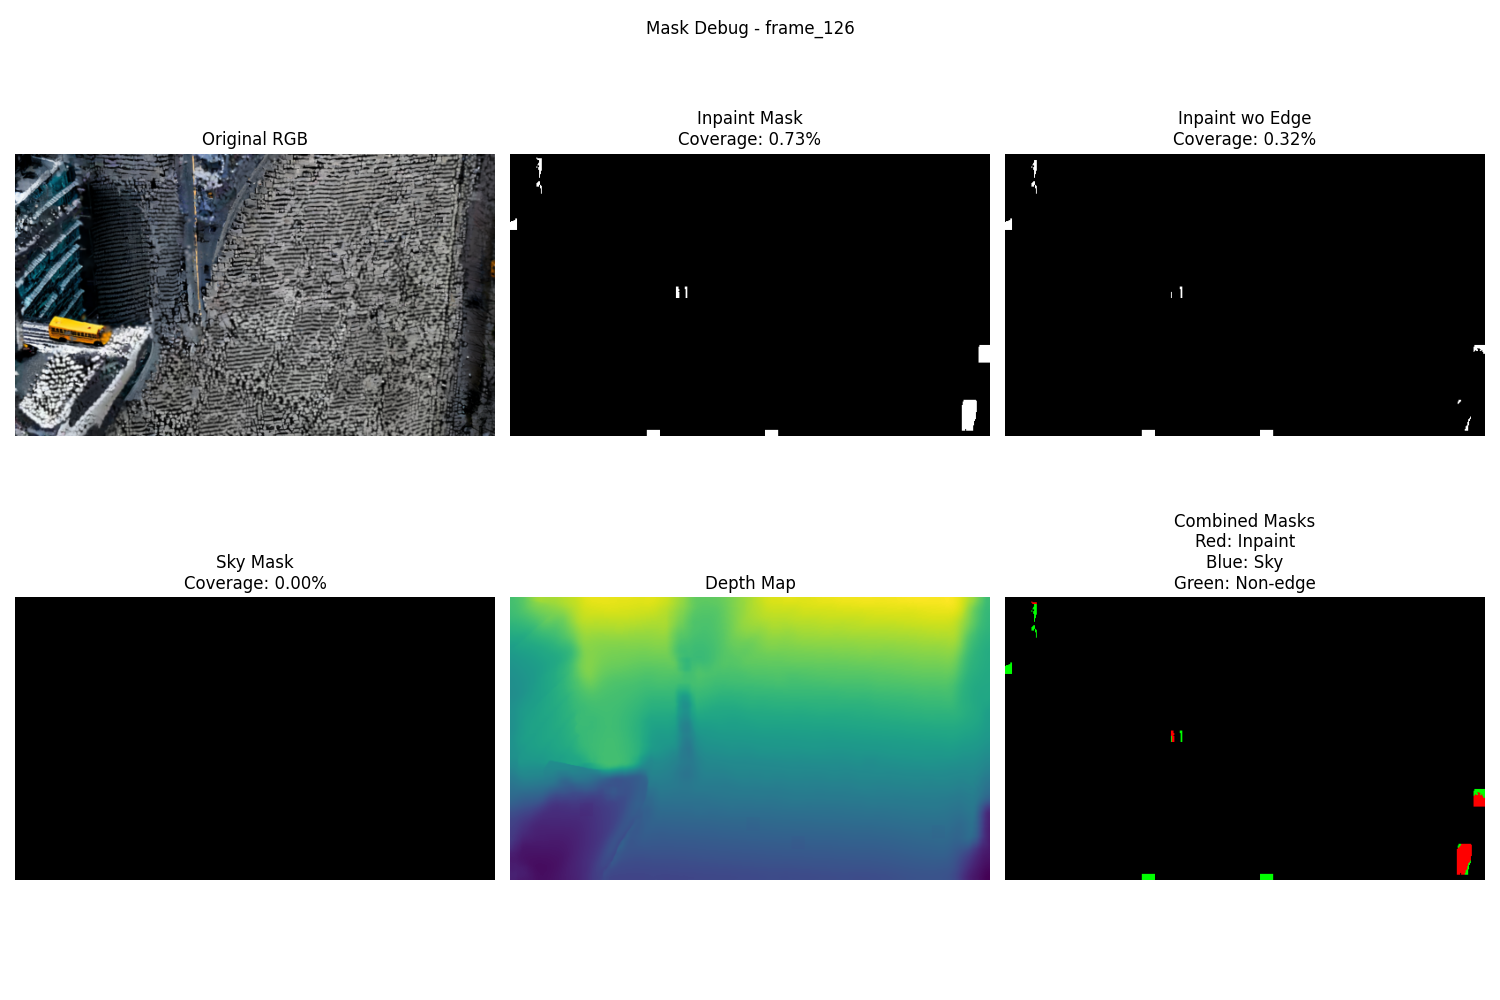 Mask Debug - frame_126
Original RGB
Inpaint Mask
Coverage: 0.73%
Inpaint wo Edge
Coverage: 0.32%
Sky Mask
Coverage: 0.00%
Depth Map
Combined Masks
Red: Inpaint
Blue: Sky
Green: Non-edge